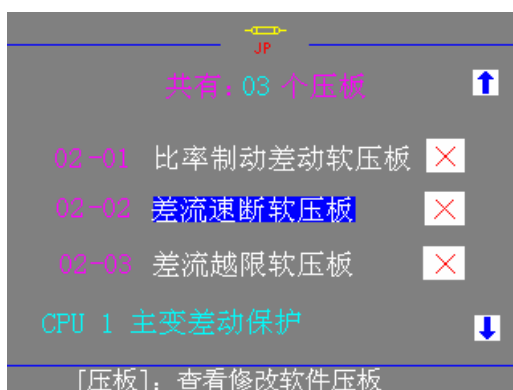 JP
共有：03 个压板
02-01 比率制动差动软压板
02-02 差流速断软压板
02-03 差流越限软压板
CPU 1 主变差动保护
[压板]：查看修改软件压板